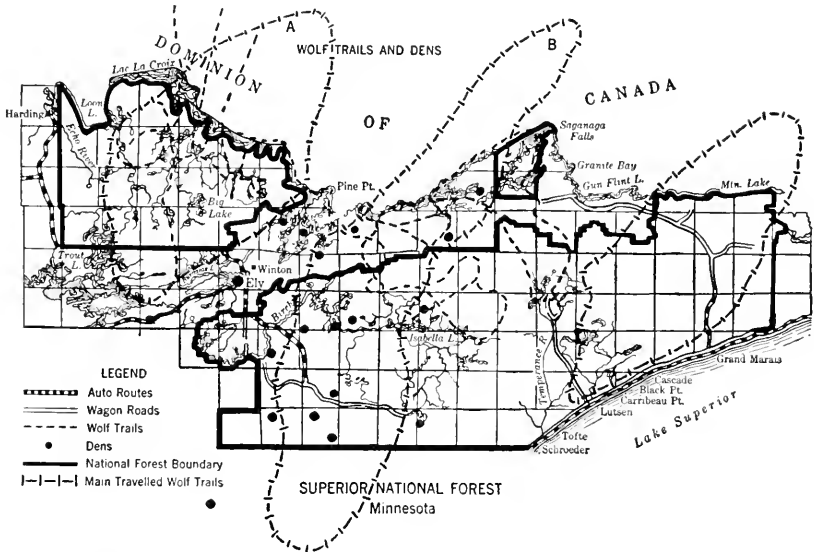 A
B
WOLF TRAILS AND DENS
DOMINION
OF
CANADA
Lac La Croix
Loon L.
Harding
Echo River
Big Lake
Pine Pt.
Saganaga Falls
Granite Bay
Gun Flint L.
Mtn. Lake
Trout L.
Winton
Ely
Isabella L.
Temperance R.
Grand Marais
Cascade
Black Pt.
Carribeau Pt.
Lutsen
Tofte
Schroeder
Lake Superior
LEGEND
Auto Routes
Wagon Roads
Wolf Trails
Dens
National Forest Boundary
Main Travelled Wolf Trails
SUPERIOR NATIONAL FOREST
Minnesota